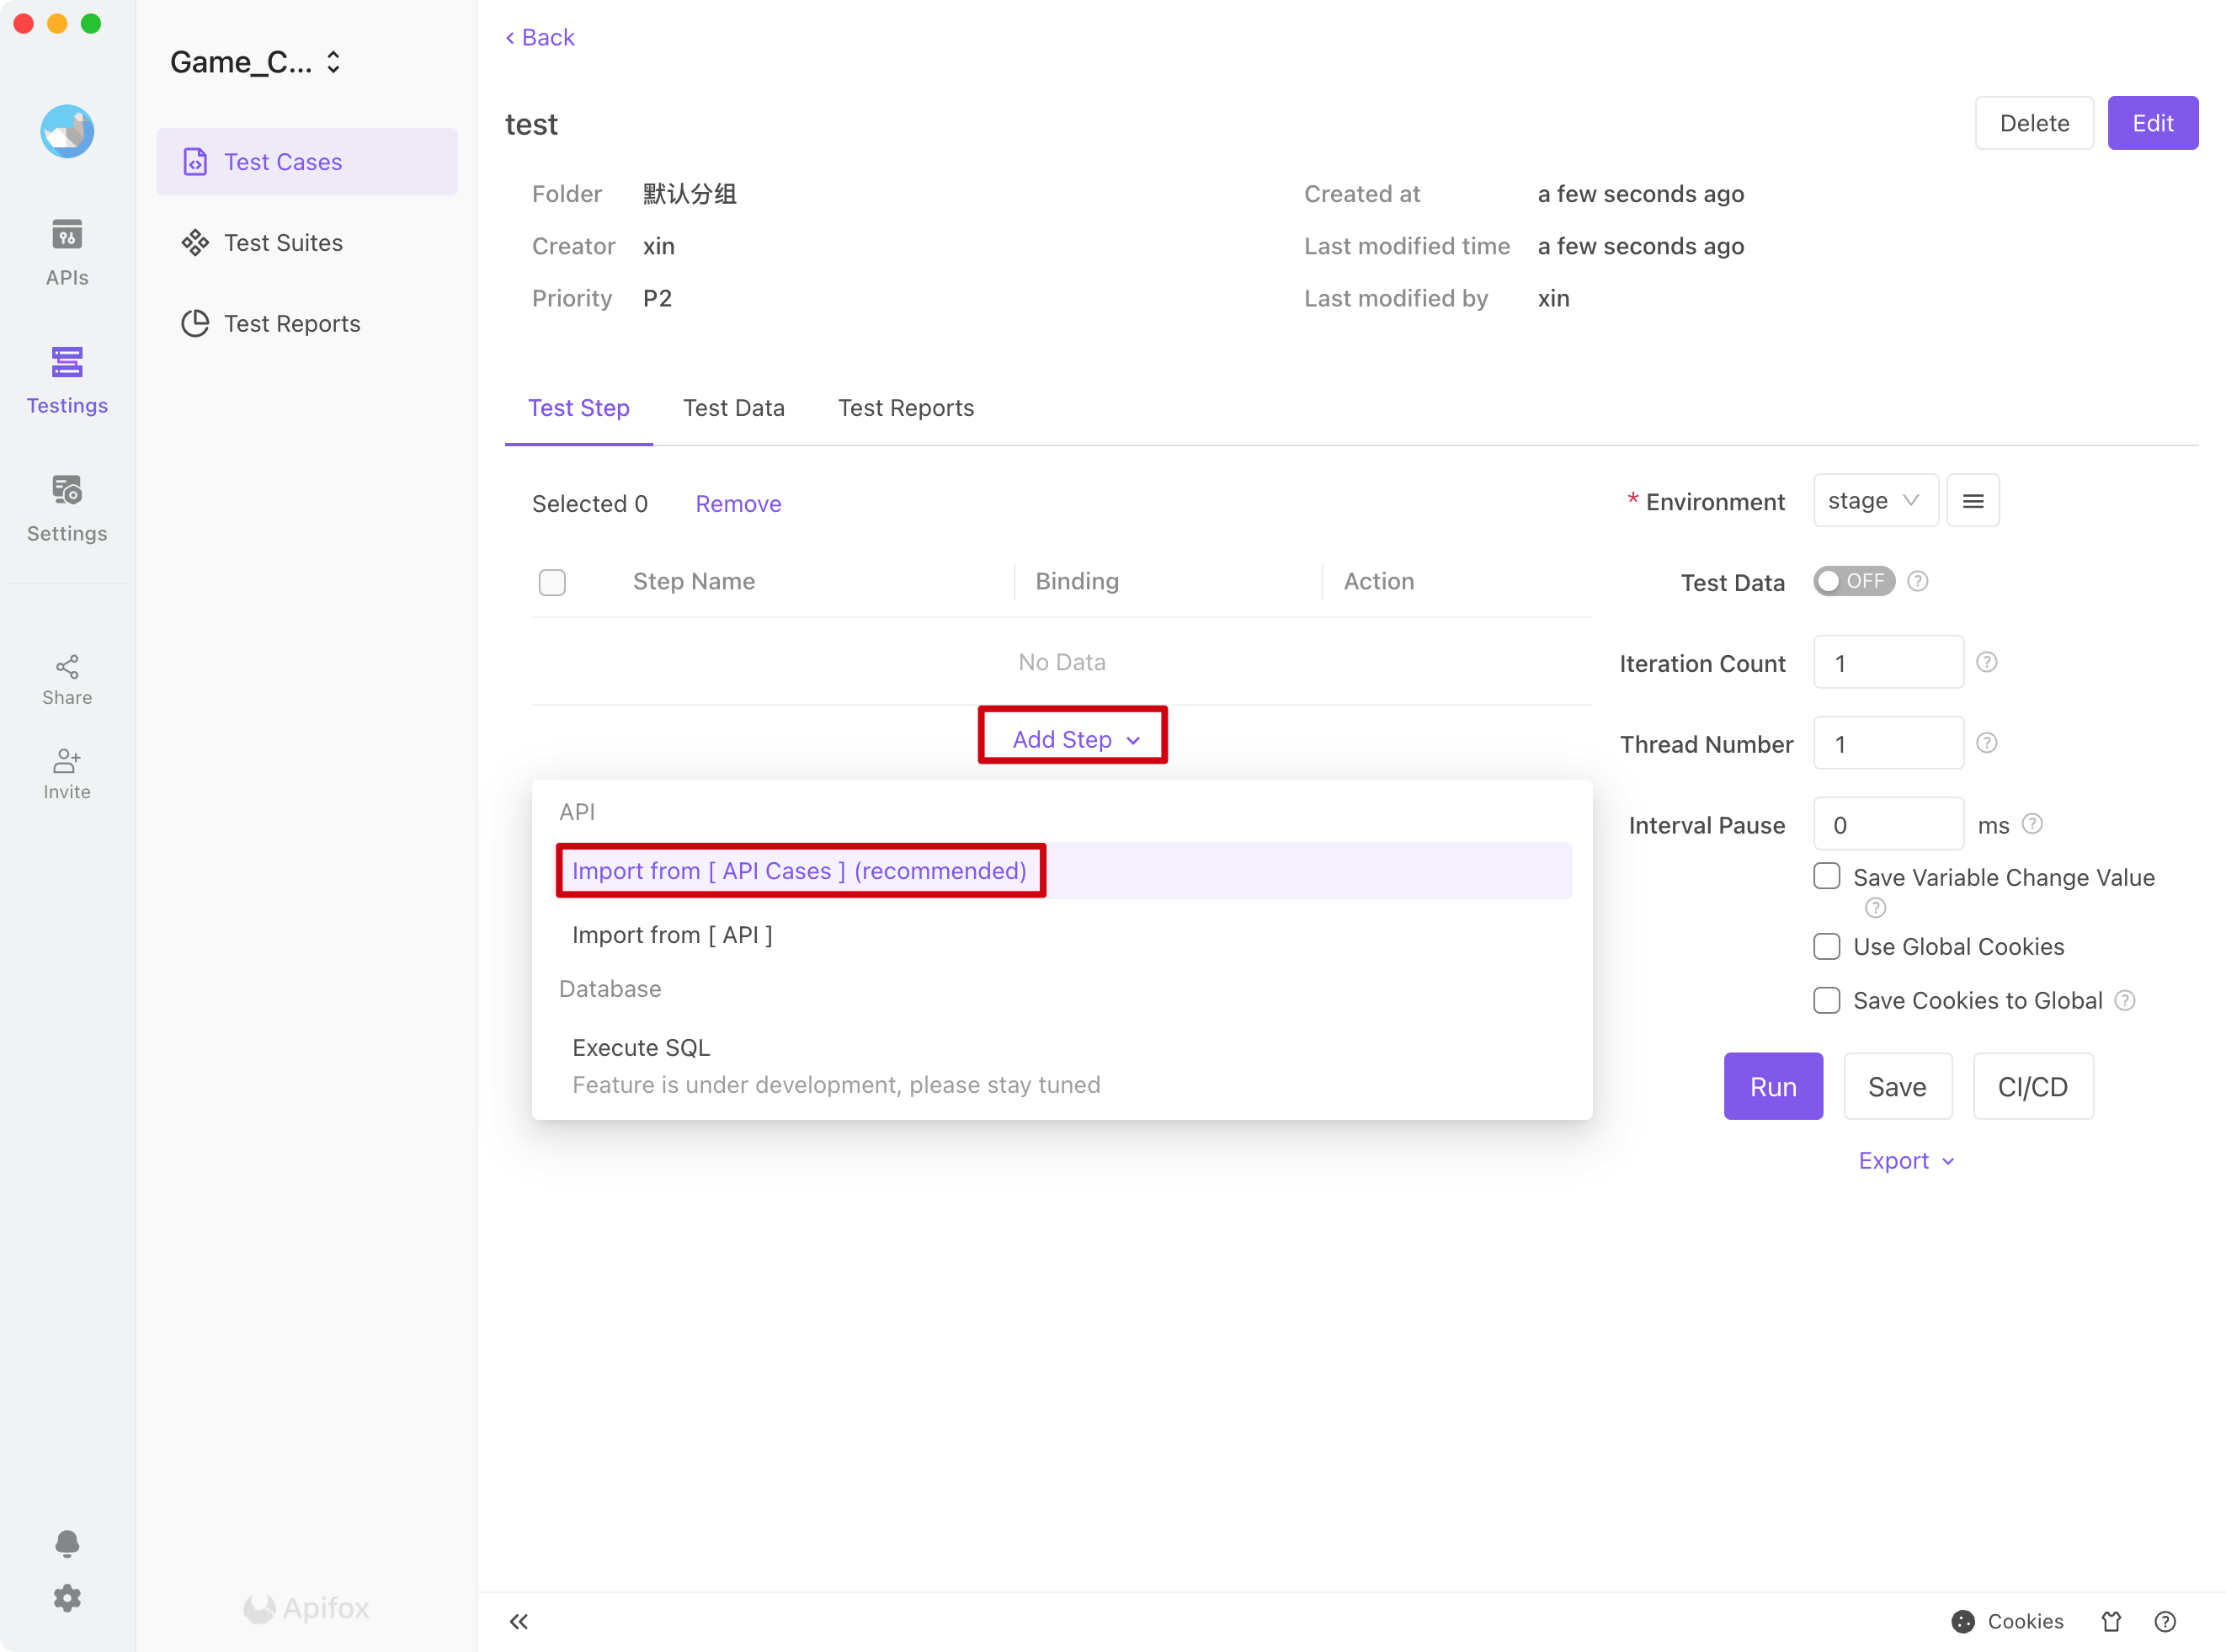 Game_C...
APIs
Testings
Settings
Share
Invite
Test Cases
Test Suites
Test Reports
Apifox
Back
test
Delete
Edit
Folder
默认分组
Created at
a few seconds ago
Creator
xin
Last modified time
a few seconds ago
Priority
P2
Last modified by
xin
Test Step
Test Data
Test Reports
Selected 0
Remove
Step Name
Binding
Action
No Data
Add Step
API
Import from [ API Cases ] (recommended)
Import from [ API ]
Database
Execute SQL
Feature is under development, please stay tuned
* Environment
stage
Test Data
OFF
Iteration Count
1
Thread Number
1
Interval Pause
0
ms
Save Variable Change Value
Use Global Cookies
Save Cookies to Global
Run
Save
CI/CD
Export
Cookies